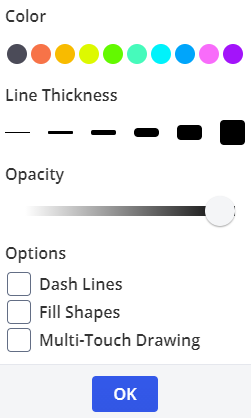 Color
Line Thickness
Opacity
Options
Dash Lines
Fill Shapes
Multi-Touch Drawing
OK